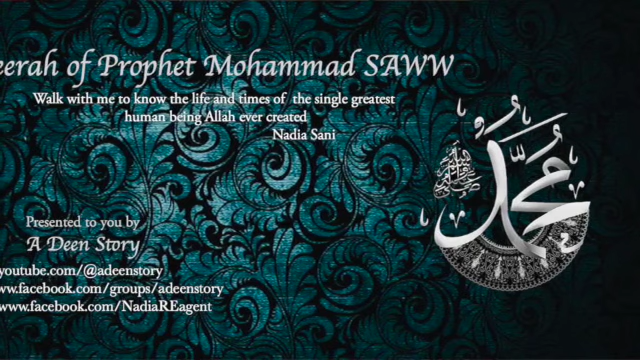 eerah of Prophet Mohammad SAWW
Walk with me to know the life and times of the single greatest
human being Allah ever created
Nadia Sani
محمد
Presented to you by
A Deen Story
youtube.com/@adeenstory
ww.facebook.com/groups/adeenstory
www.facebook.com/NadiaREagent